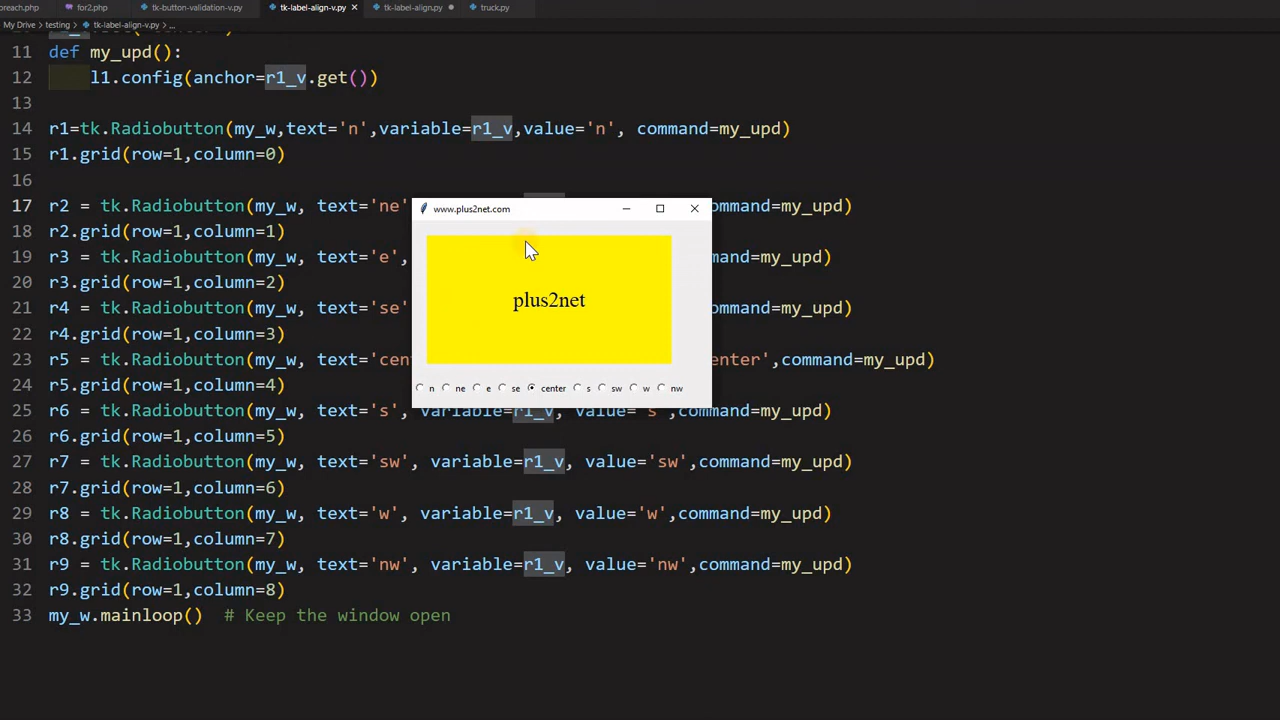 preach.php for2.php tk-button-validation-v.py tk-label-align-v.py tk-label-align.py truck.py
My Drive > testing > tk-label-align-v.py > ...
11 def my_upd():
12 l1.config(anchor=r1_v.get())
13
14 r1=tk.Radiobutton(my_w,text='n',variable=r1_v,value='n', command=my_upd)
15 r1.grid(row=1,column=0)
16
17 r2 = tk.Radiobutton(my_w, text='ne' command=my_upd)
18 r2.grid(row=1,column=1)
19 r3 = tk.Radiobutton(my_w, text='e', command=my_upd)
20 r3.grid(row=1,column=2)
21 r4 = tk.Radiobutton(my_w, text='se' command=my_upd)
22 r4.grid(row=1,column=3)
23 r5 = tk.Radiobutton(my_w, text='cent enter',command=my_upd)
24 r5.grid(row=1,column=4)
25 r6 = tk.Radiobutton(my_w, text='s', variable=r1_v, value='s',command=my_upd)
26 r6.grid(row=1,column=5)
27 r7 = tk.Radiobutton(my_w, text='sw', variable=r1_v, value='sw',command=my_upd)
28 r7.grid(row=1,column=6)
29 r8 = tk.Radiobutton(my_w, text='w', variable=r1_v, value='w',command=my_upd)
30 r8.grid(row=1,column=7)
31 r9 = tk.Radiobutton(my_w, text='nw', variable=r1_v, value='nw',command=my_upd)
32 r9.grid(row=1,column=8)
33 my_w.mainloop() # Keep the window open
www.plus2net.com
plus2net
n ne e se center s sw w nw